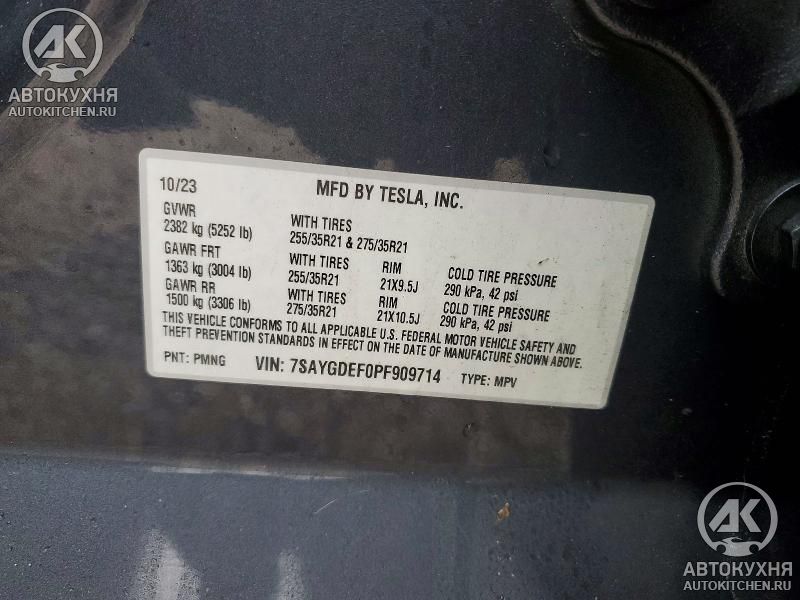 АК
АВТОКУХНЯ
AUTOKITCHEN.RU
10/23 MFD BY TESLA, INC.
GVWR
2382 kg (5252 lb)
WITH TIRES
255/35R21 & 275/35R21
GAWR FRT
1363 kg (3004 lb)
WITH TIRES
255/35R21
RIM
21X9.5J
COLD TIRE PRESSURE
290 kPa, 42 psi
GAWR RR
1500 kg (3306 lb)
WITH TIRES
275/35R21
RIM
21X10.5J
COLD TIRE PRESSURE
290 kPa, 42 psi
THIS VEHICLE CONFORMS TO ALL APPLICABLE U.S. FEDERAL MOTOR VEHICLE SAFETY AND
THEFT PREVENTION STANDARDS IN EFFECT ON THE DATE OF MANUFACTURE SHOWN ABOVE.
PNT: PMNG VIN: 7SAYGDEF0PF909714 TYPE: MPV
АК
АВТОКУХНЯ
AUTOKITCHEN.RU